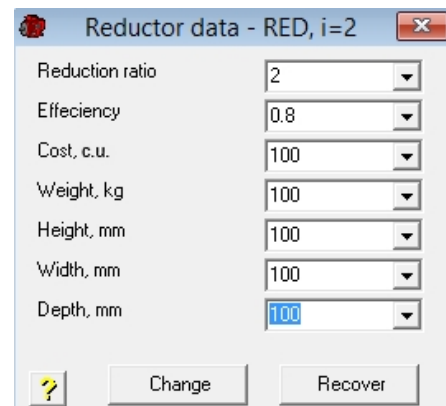 Reductor data - RED, i=2
Reduction ratio 2
Effeciency 0.8
Cost, c.u. 100
Weight, kg 100
Height, mm 100
Width, mm 100
Depth, mm 100
? Change Recover